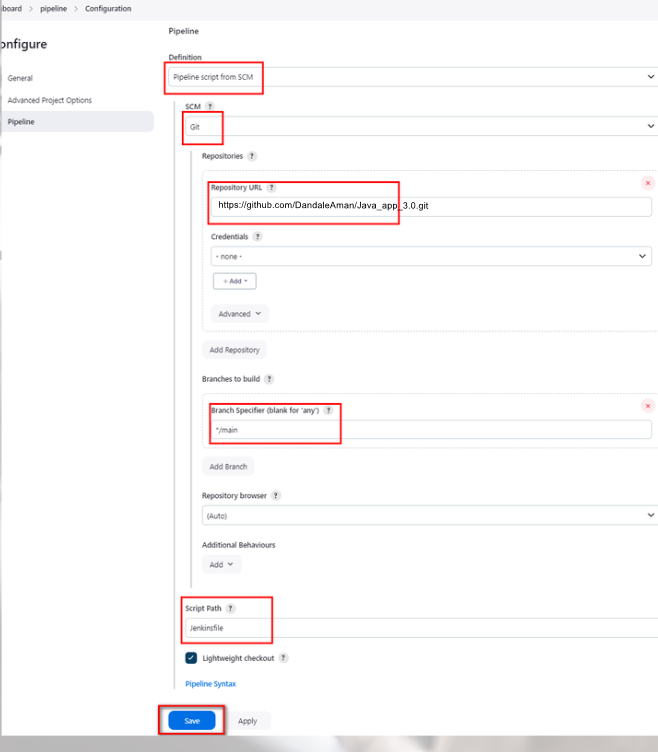 board > pipeline > Configuration
onfigure
General
Advanced Project Options
Pipeline
Pipeline
Definition
Pipeline script from SCM
SCM ?
Git
Repositories ?
Repository URL ?
https://github.com/DandaleAman/Java_app_3.0.git
Credentials ?
- none -
+ Add
Advanced
Add Repository
Branches to build ?
Branch Specifier (blank for 'any') ?
*/main
Add Branch
Repository browser ?
(Auto)
Additional Behaviours
Add
Script Path ?
Jenkinsfile
Lightweight checkout ?
Pipeline Syntax
Save
Apply